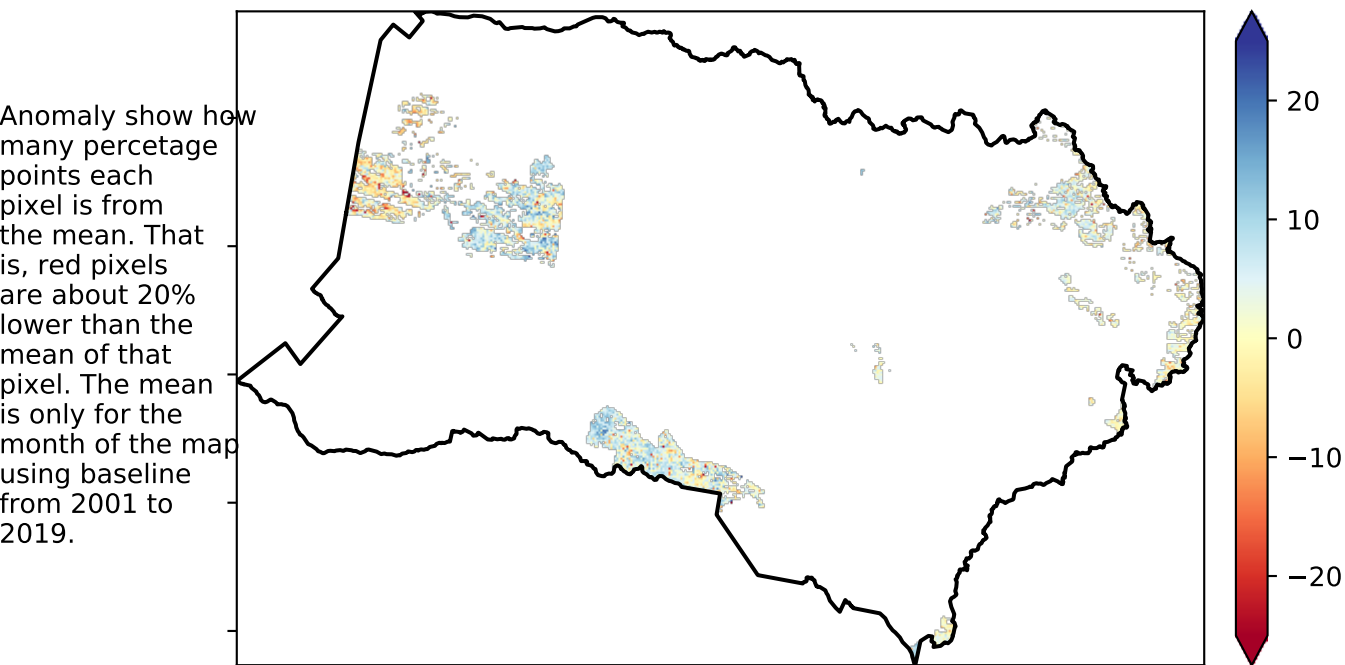 Anomaly show how
many percetage
points each
pixel is from
the mean. That
is, red pixels
are about 20%
lower than the
mean of that
pixel. The mean
is only for the
month of the map
using baseline
from 2001 to
2019.
20
10
0
−10
−20